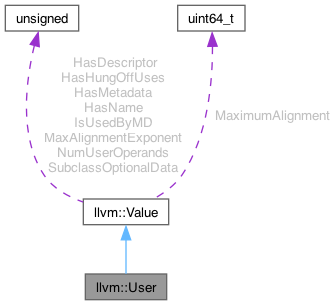 unsigned
uint64_t
HasDescriptor
HasHungOffUses
HasMetadata
HasName
IsUsedByMD
MaxAlignmentExponent
NumUserOperands
SubclassOptionalData
MaximumAlignment
llvm::Value
llvm::User